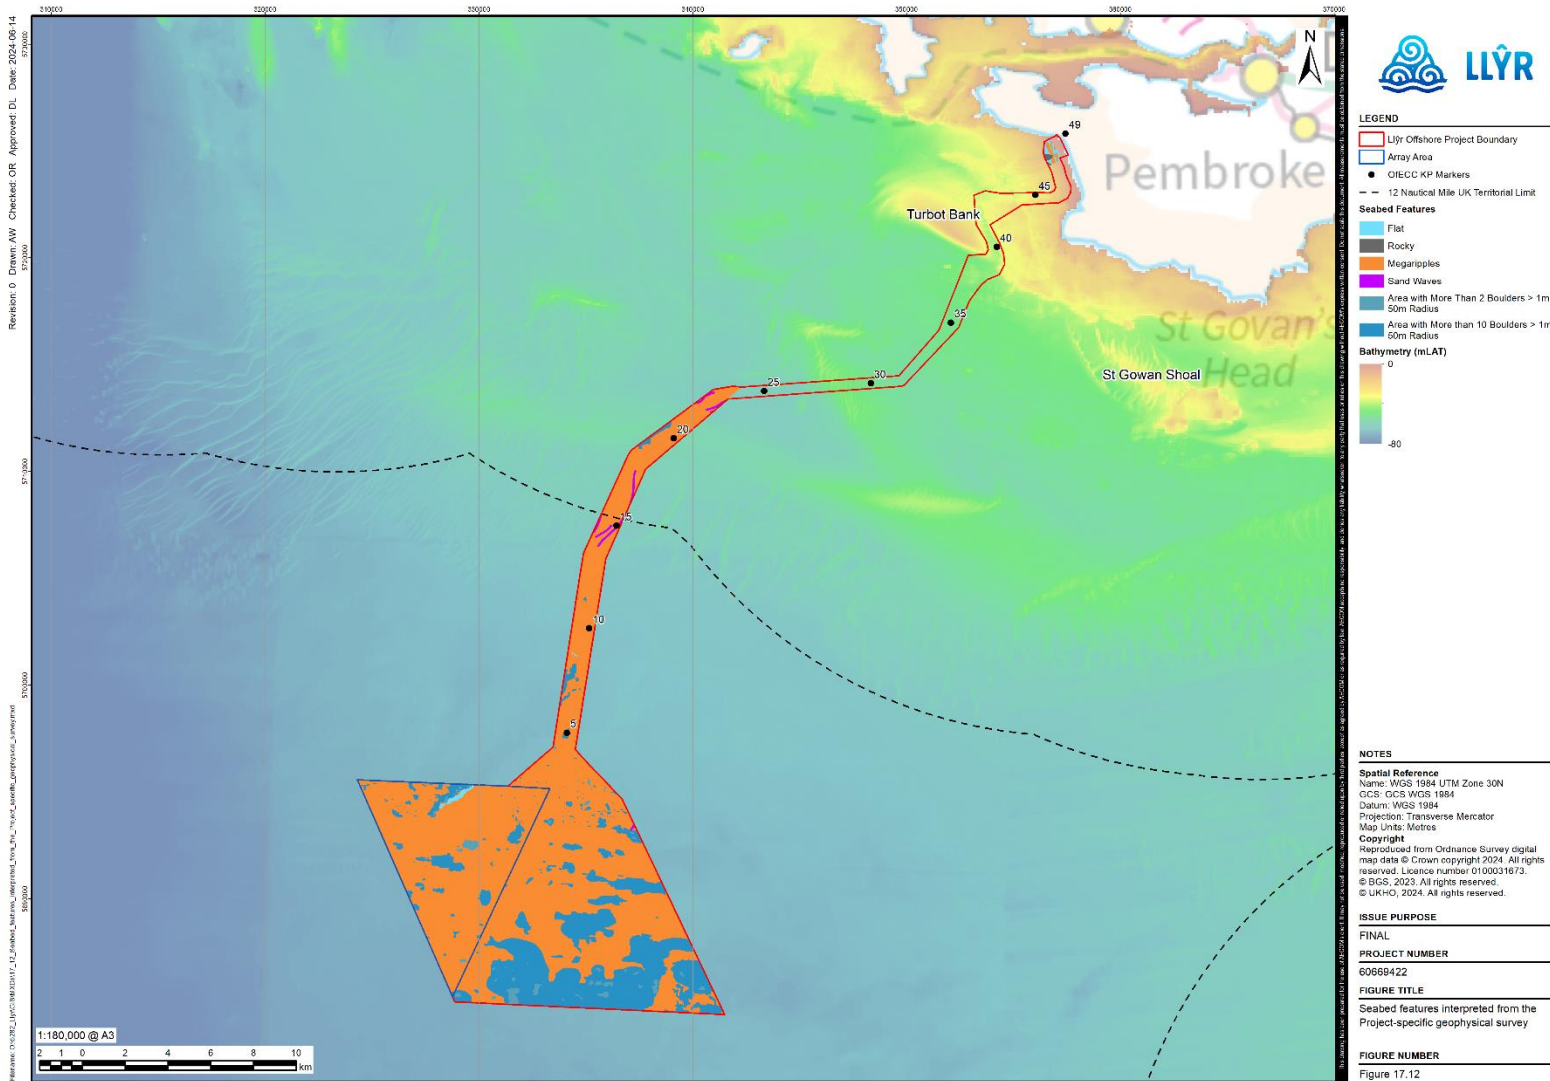 310000
320000
330000
340000
350000
360000
370000
5730000
5720000
5710000
5700000
5690000
Revision: 0 Drawn: AW Checked: OR Approved: DL Date: 2024-06-14
N
49
Pembroke
45
Turbot Bank
40
35
St Govan's
Head
St Gowan Shoal
30
25
20
15
10
5
1:180,000 @ A3
2 1 0 2 4 6 8 10
km
LLŶR
LEGEND
Llŷr Offshore Project Boundary
Array Area
OfECC KP Markers
12 Nautical Mile UK Territorial Limit
Seabed Features
Flat
Rocky
Megaripples
Sand Waves
Area with More Than 2 Boulders > 1m
50m Radius
Area with More than 10 Boulders > 1m
50m Radius
Bathymetry (mLAT)
0
-80
NOTES
Spatial Reference
Name: WGS 1984 UTM Zone 30N
GCS: GCS WGS 1984
Datum: WGS 1984
Projection: Transverse Mercator
Map Units: Metres
Copyright
Reproduced from Ordnance Survey digital
map data © Crown copyright 2024. All rights
reserved. Licence number 0100031673.
© BGS, 2023. All rights reserved.
© UKHO, 2024. All rights reserved.
ISSUE PURPOSE
FINAL
PROJECT NUMBER
60669422
FIGURE TITLE
Seabed features interpreted from the
Project-specific geophysical survey
FIGURE NUMBER
Figure 17.12